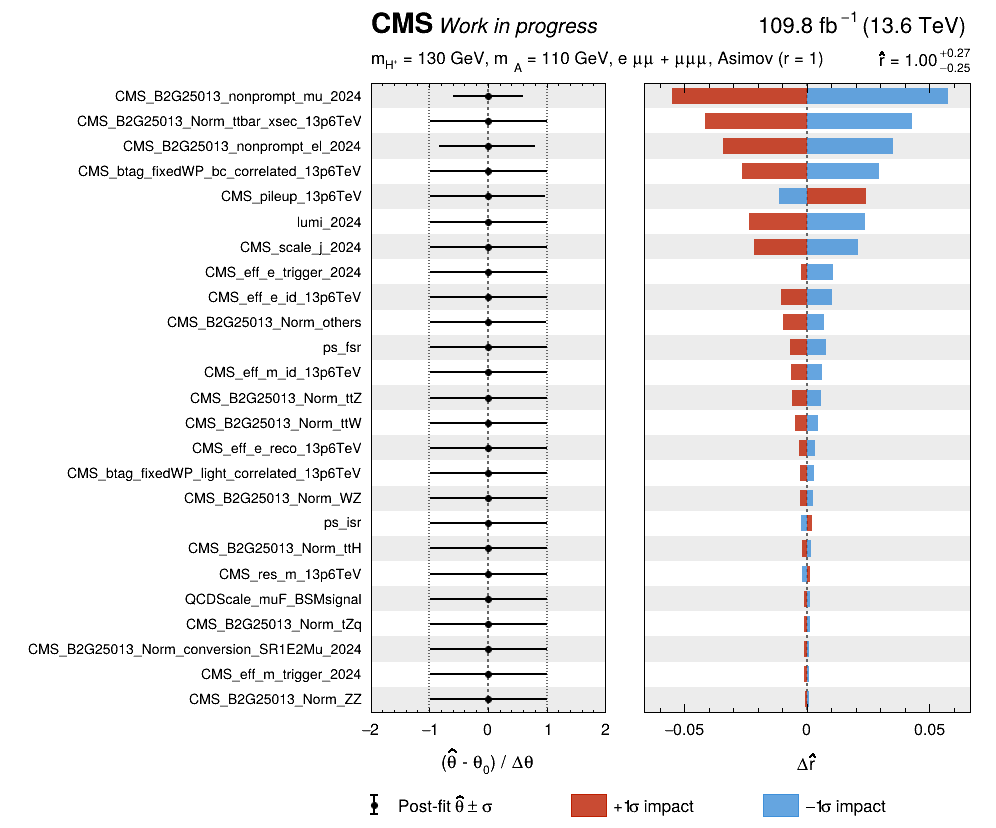 CMS Work in progress 109.8 fb⁻¹ (13.6 TeV)
m_H⁺ = 130 GeV, m_A = 110 GeV, e μμ + μμμ, Asimov (r = 1) r̂ = 1.00 +0.27 −0.25
CMS_B2G25013_nonprompt_mu_2024
CMS_B2G25013_Norm_ttbar_xsec_13p6TeV
CMS_B2G25013_nonprompt_el_2024
CMS_btag_fixedWP_bc_correlated_13p6TeV
CMS_pileup_13p6TeV
lumi_2024
CMS_scale_j_2024
CMS_eff_e_trigger_2024
CMS_eff_e_id_13p6TeV
CMS_B2G25013_Norm_others
ps_fsr
CMS_eff_m_id_13p6TeV
CMS_B2G25013_Norm_ttZ
CMS_B2G25013_Norm_ttW
CMS_eff_e_reco_13p6TeV
CMS_btag_fixedWP_light_correlated_13p6TeV
CMS_B2G25013_Norm_WZ
ps_isr
CMS_B2G25013_Norm_ttH
CMS_res_m_13p6TeV
QCDScale_muF_BSMsignal
CMS_B2G25013_Norm_tZq
CMS_B2G25013_Norm_conversion_SR1E2Mu_2024
CMS_eff_m_trigger_2024
CMS_B2G25013_Norm_ZZ
−2 −1 0 1 2 −0.05 0 0.05
(θ̂ - θ₀) / Δθ Δr̂
Post-fit θ̂ ± σ +1σ impact −1σ impact